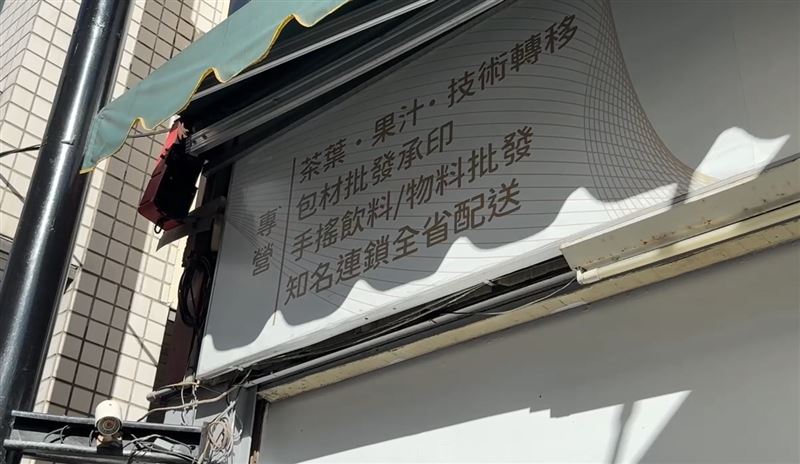 專營
茶葉・果汁・技術轉移
包材批發承印
手搖飲料/物料批發
知名連鎖全省配送